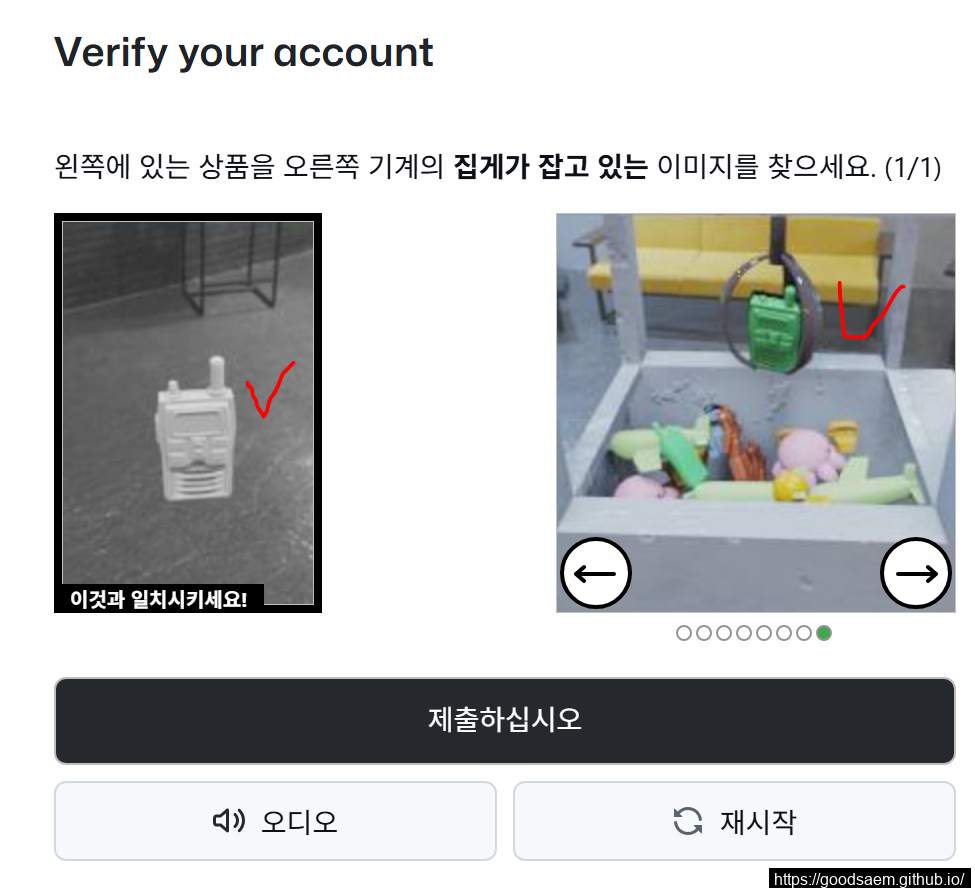 Verify your account
왼쪽에 있는 상품을 오른쪽 기계의 집게가 잡고 있는 이미지를 찾으세요. (1/1)
이것과 일치시키세요!
제출하십시오
오디오
재시작
https://goodsaem.github.io/